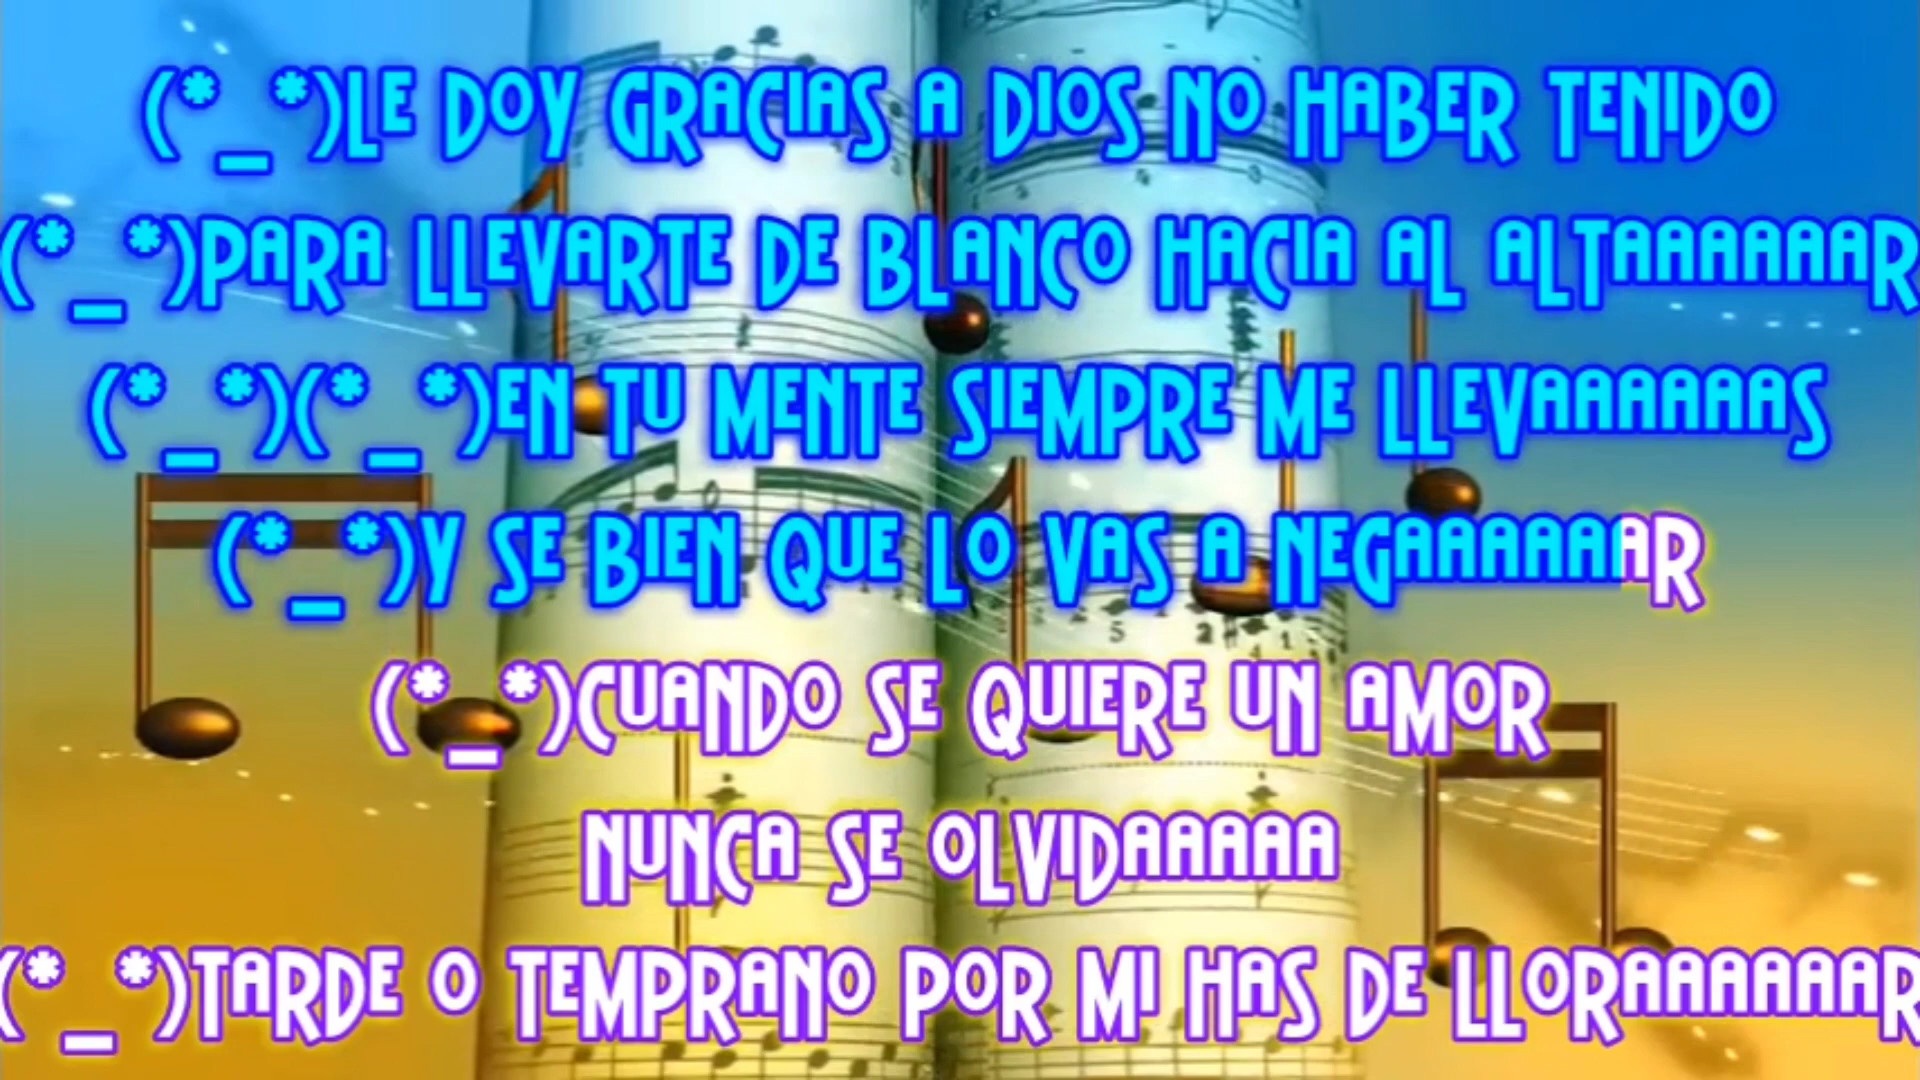 (*_*)LE DOY GRACIAS A DIOS NO HABER TENIDO
(*_*)PARA LLEVARTE DE BLANCO HACIA AL ALTAAAAAAR
(*_*)(*_*)EN TU MENTE SIEMPRE ME LLEVAAAAAAS
(*_*)Y SE BIEN QUE LO VAS A NEGAAAAAAR
(*_*)CUANDO SE QUIERE UN AMOR
NUNCA SE OLVIDAAAAA
(*_*)TARDE O TEMPRANO POR MI HAS DE LLORAAAAAAR